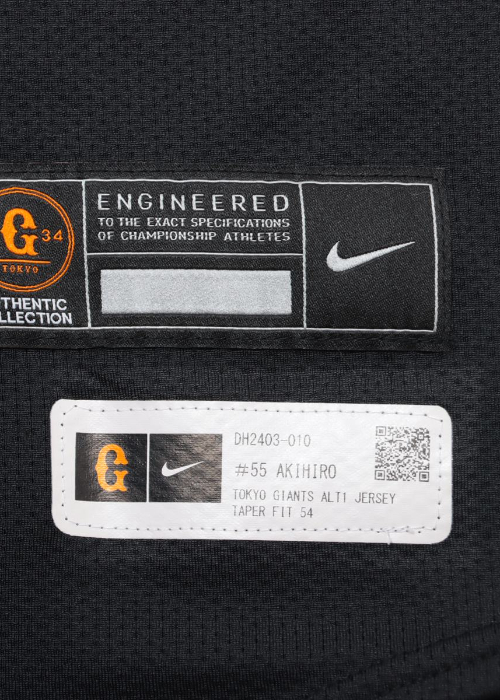 ENGINEERED
TO THE EXACT SPECIFICATIONS
OF CHAMPIONSHIP ATHLETES
G
34
TOKYO
THENTIC
LLECTION
G
DH2403-010
#55 AKIHIRO
TOKYO GIANTS ALT1 JERSEY
TAPER FIT 54